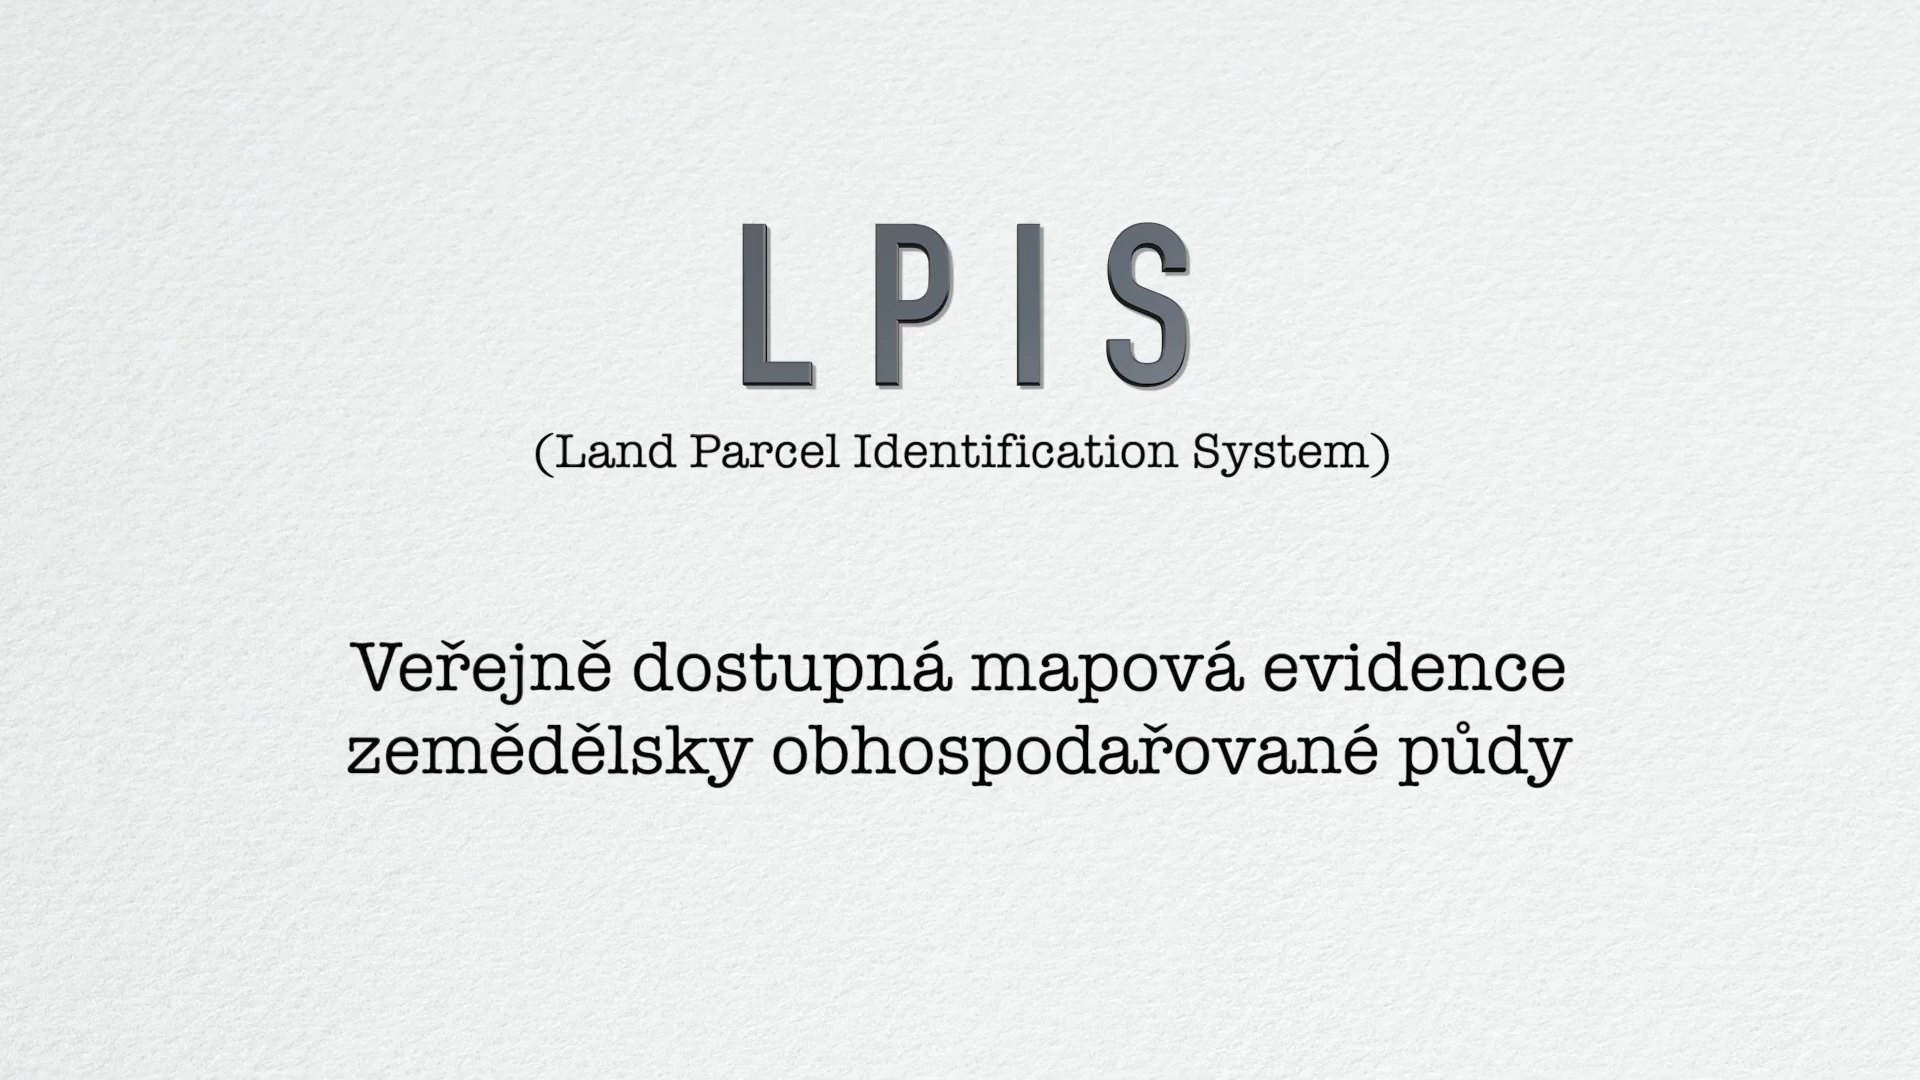 LPIS
(Land Parcel Identification System)
Veřejně dostupná mapová evidence
zemědělsky obhospodařované půdy